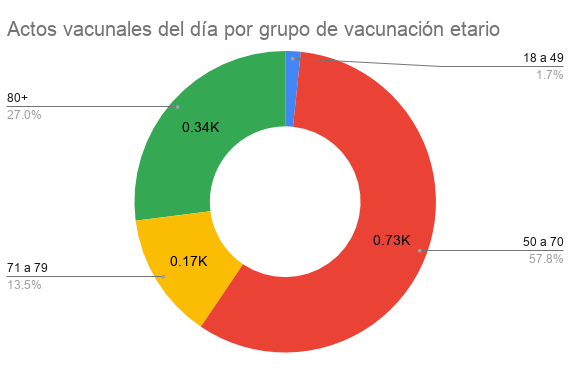 Actos vacunales del día por grupo de vacunación etario
18 a 49
1.7%
80+
27.0%
0.34K
0.73K
50 a 70
57.8%
0.17K
71 a 79
13.5%